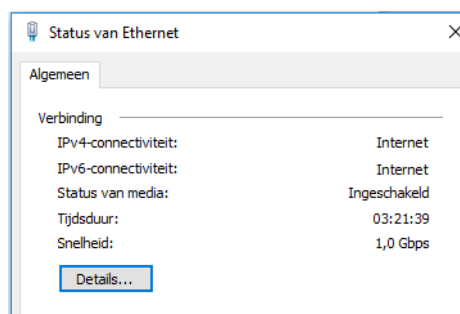 Status van Ethernet
Algemeen
Verbinding
IPv4-connectiviteit: Internet
IPv6-connectiviteit: Internet
Status van media: Ingeschakeld
Tijdsduur: 03:21:39
Snelheid: 1,0 Gbps
Details...